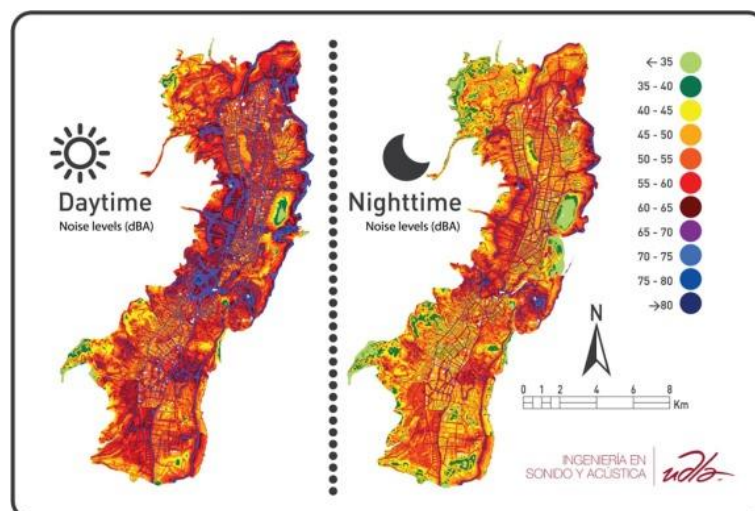 Daytime
Noise levels (dBA)
Nighttime
Noise levels (dBA)
← 35
35 - 40
40 - 45
45 - 50
50 - 55
55 - 60
60 - 65
65 - 70
70 - 75
75 - 80
→80
N
0 1 2 4 6 8
Km
INGENIERÍA EN
SONIDO Y ACÚSTICA
udla.